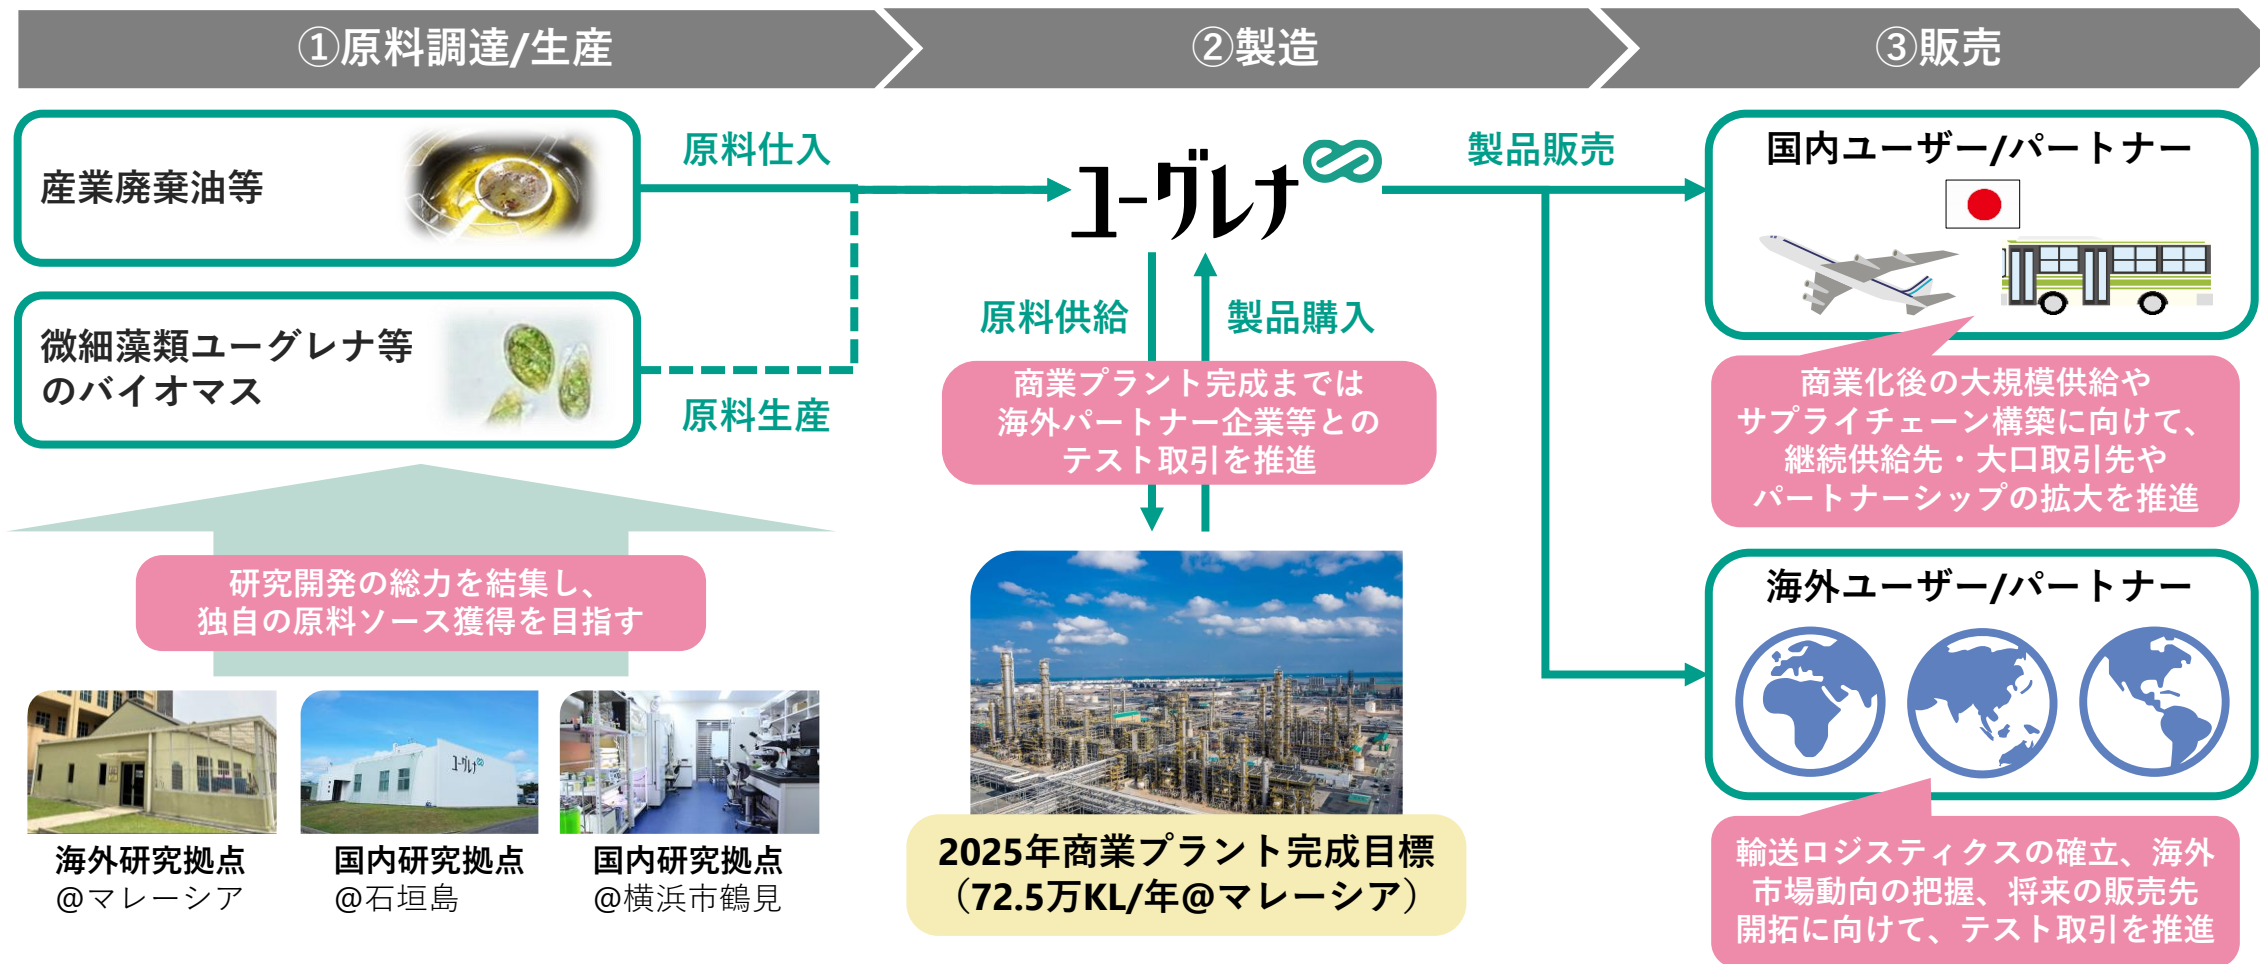 ①原料調達/生産
②製造
③販売
産業廃棄油等
微細藻類ユーグレナ等
のバイオマス
原料仕入
原料生産
研究開発の総力を結集し、
独自の原料ソース獲得を目指す
ユーグレナ
海外研究拠点
@マレーシア
国内研究拠点
@石垣島
国内研究拠点
@横浜市鶴見
ユーグレナ
原料供給
製品購入
商業プラント完成までは
海外パートナー企業等との
テスト取引を推進
2025年商業プラント完成目標
（72.5万KL/年@マレーシア）
製品販売
国内ユーザー/パートナー
商業化後の大規模供給や
サプライチェーン構築に向けて、
継続供給先・大口取引先や
パートナーシップの拡大を推進
海外ユーザー/パートナー
輸送ロジスティクスの確立、海外
市場動向の把握、将来の販売先
開拓に向けて、テスト取引を推進